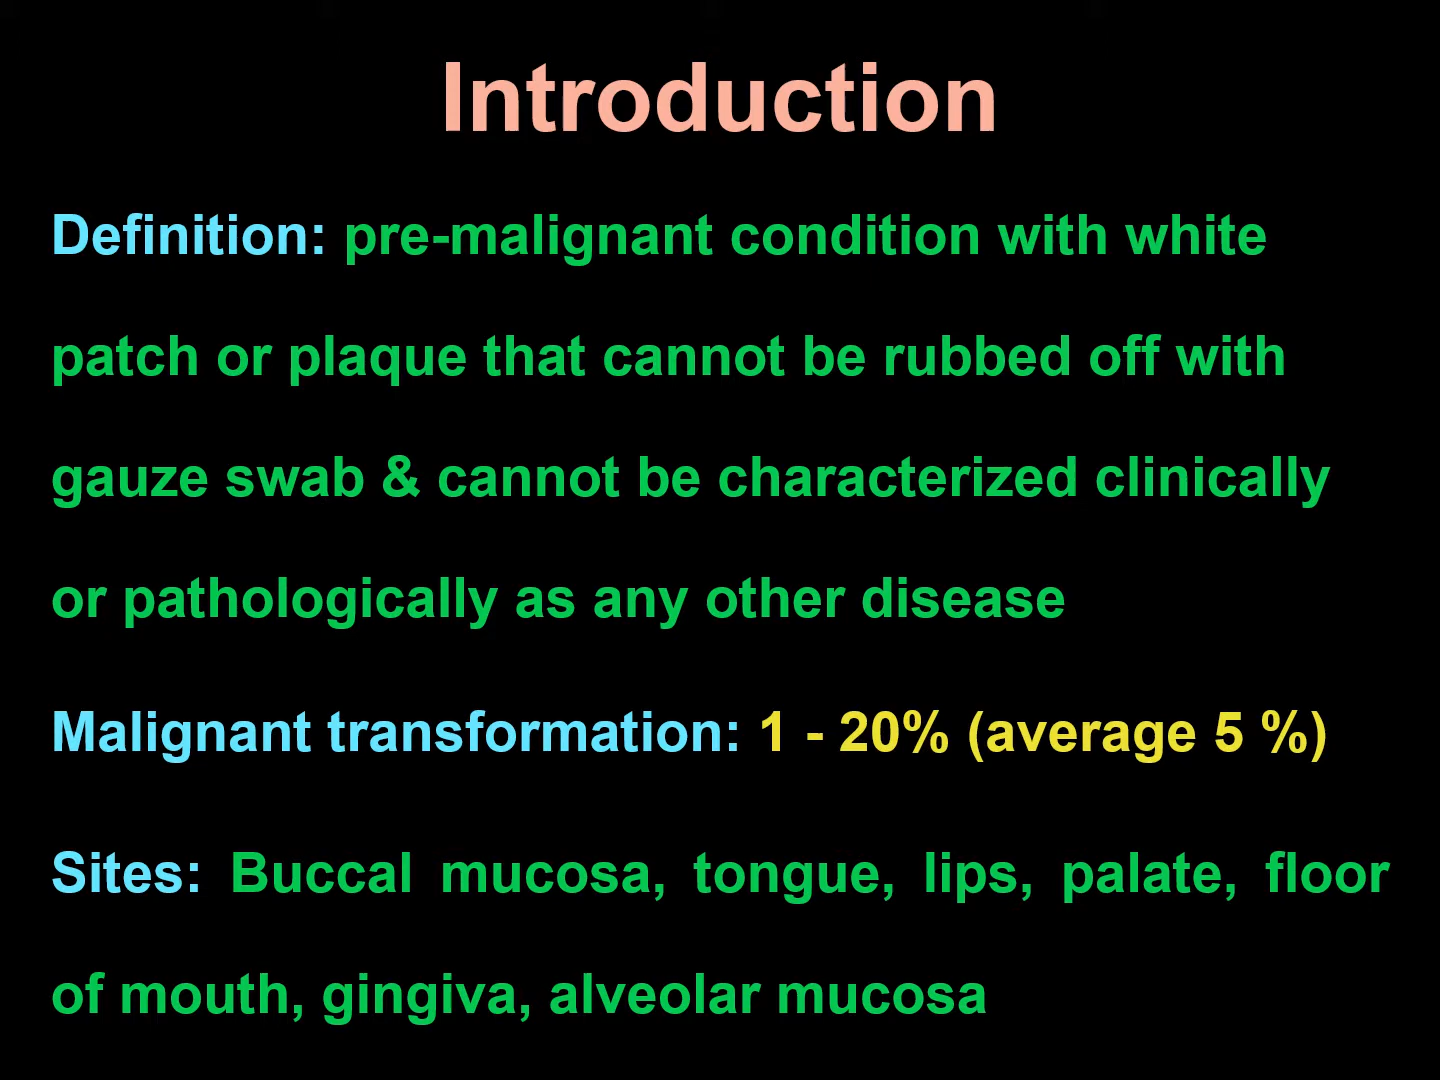 Introduction
Definition: pre-malignant condition with white
patch or plaque that cannot be rubbed off with
gauze swab & cannot be characterized clinically
or pathologically as any other disease
Malignant transformation: 1 - 20% (average 5 %)
Sites: Buccal mucosa, tongue, lips, palate, floor
of mouth, gingiva, alveolar mucosa